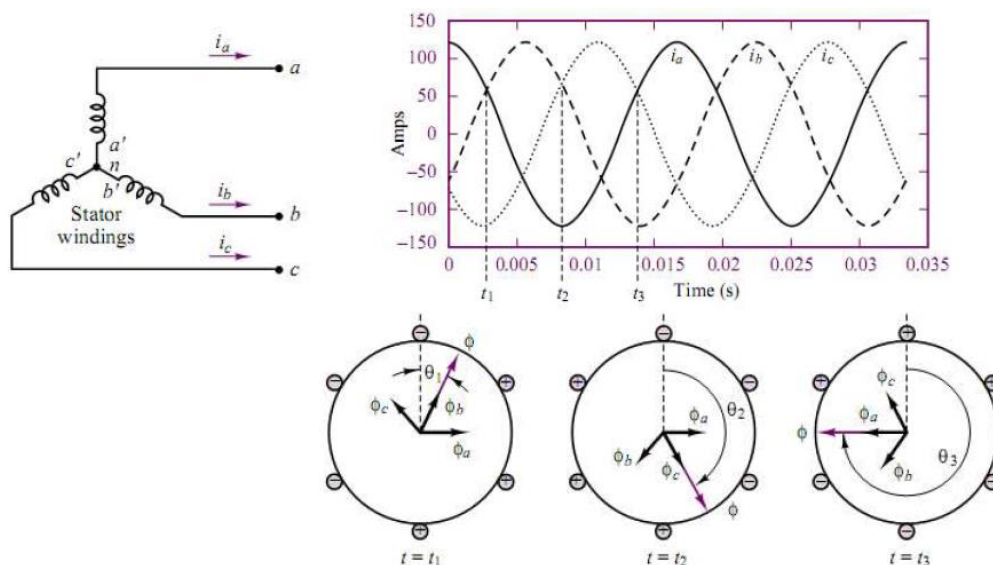 i_a
a
a'
c'
n
b'
i_b
b
Stator
windings
i_c
c
150
100
50
0
−50
−100
−150
Amps
i_a
i_b
i_c
0
0.005
0.01
0.015
0.02
0.025
0.03
0.035
t_1
t_2
t_3
Time (s)
−
ϕ
−
+
θ_1
ϕ_c
ϕ_b
ϕ_a
−
+
+
t = t_1
−
+
−
θ_2
ϕ_a
ϕ_b
ϕ_c
+
−
ϕ
+
t = t_2
+
+
−
ϕ_c
ϕ
ϕ_a
ϕ_b
θ_3
+
−
−
t = t_3